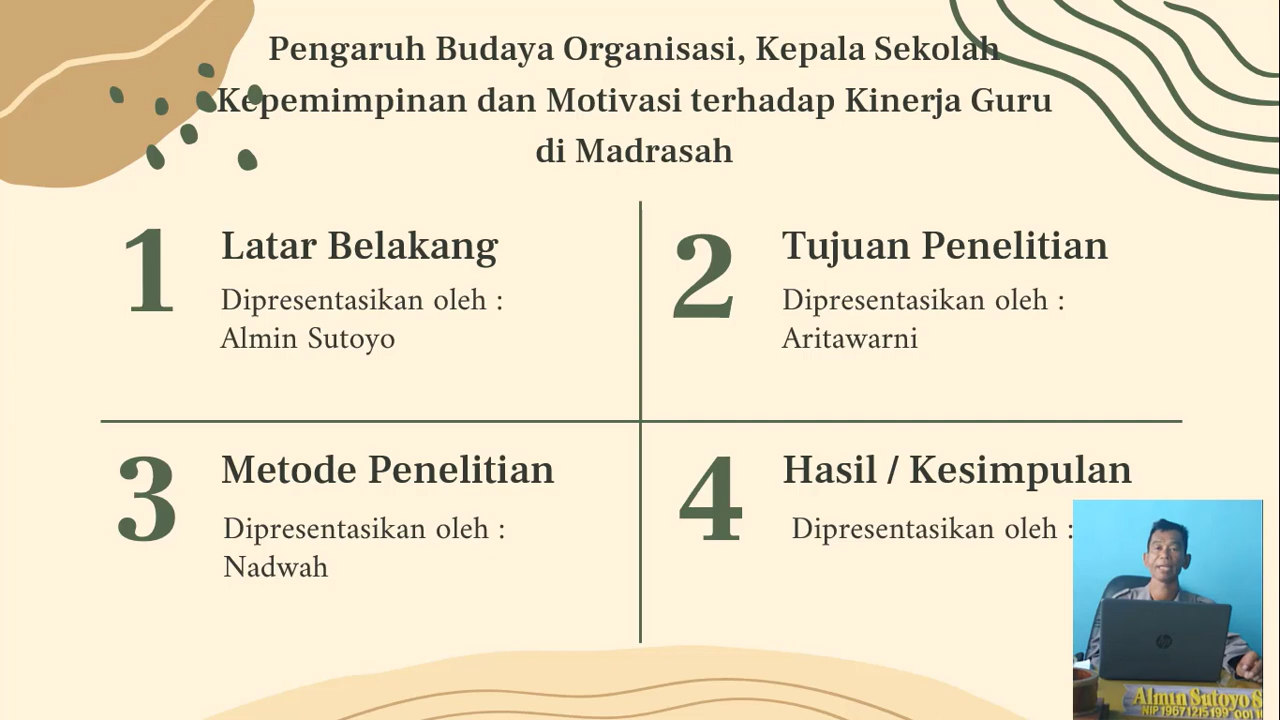 Pengaruh Budaya Organisasi, Kepala Sekolah
Kepemimpinan dan Motivasi terhadap Kinerja Guru
di Madrasah
1
Latar Belakang
Dipresentasikan oleh :
Almin Sutoyo
2
Tujuan Penelitian
Dipresentasikan oleh :
Aritawarni
3
Metode Penelitian
Dipresentasikan oleh :
Nadwah
4
Hasil / Kesimpulan
Dipresentasikan oleh :
hp
Almin Sutoyo S
NIP